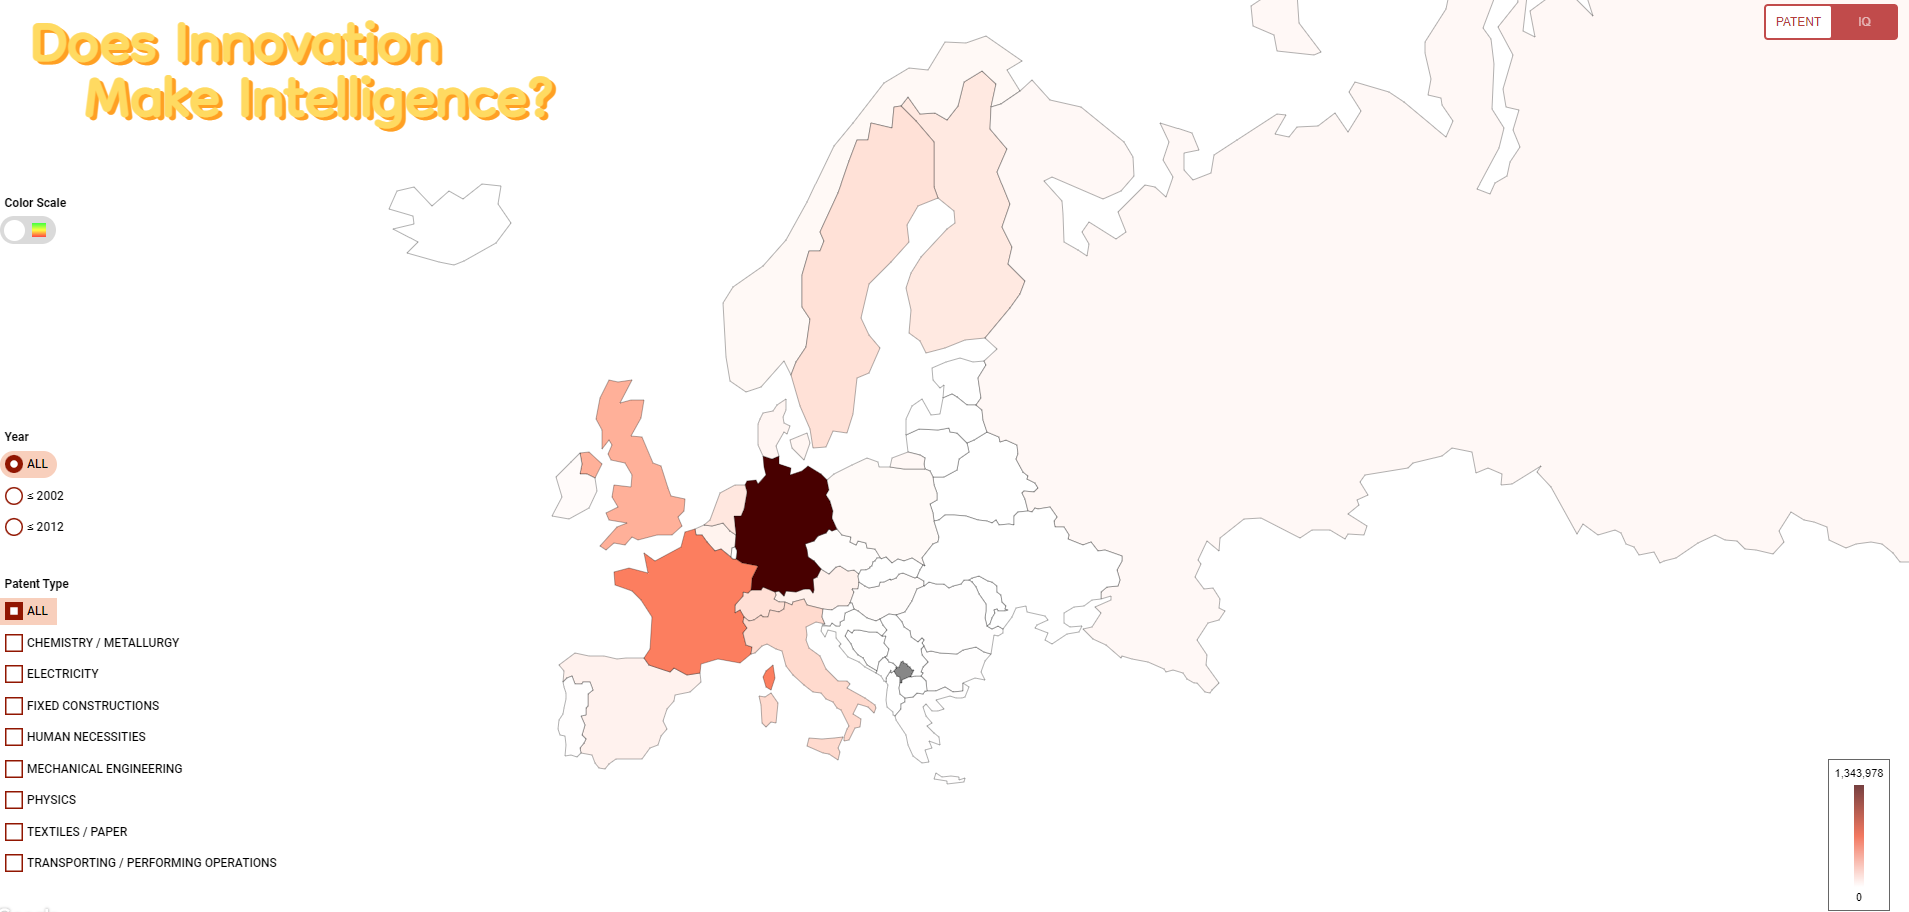 Does Innovation
Make Intelligence?
PATENT
IQ
Color Scale
Year
ALL
≤ 2002
≤ 2012
Patent Type
ALL
CHEMISTRY / METALLURGY
ELECTRICITY
FIXED CONSTRUCTIONS
HUMAN NECESSITIES
MECHANICAL ENGINEERING
PHYSICS
TEXTILES / PAPER
TRANSPORTING / PERFORMING OPERATIONS
1,343,978
0